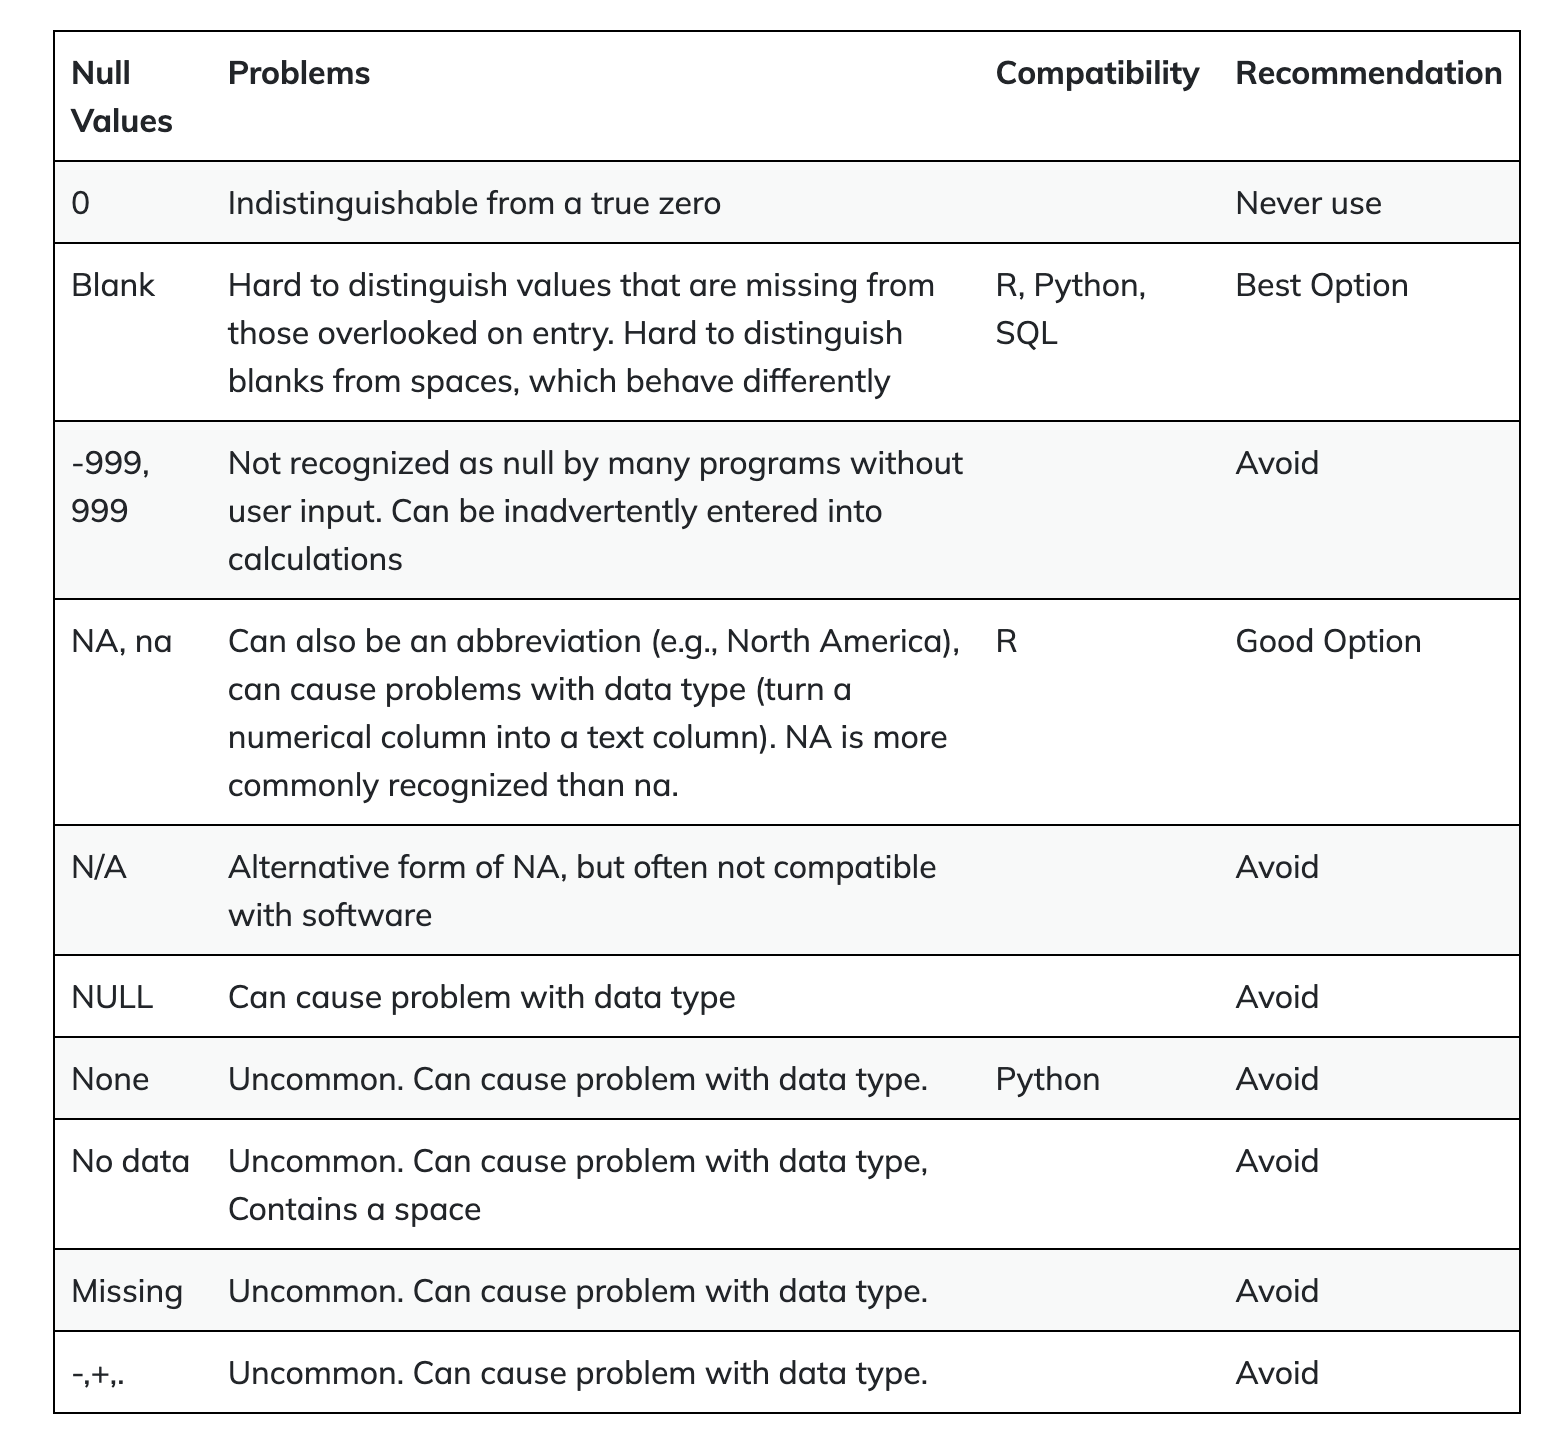 Null Values Problems Compatibility Recommendation
0 Indistinguishable from a true zero Never use
Blank Hard to distinguish values that are missing from R, Python, Best Option
those overlooked on entry. Hard to distinguish SQL
blanks from spaces, which behave differently
-999, Not recognized as null by many programs without Avoid
999 user input. Can be inadvertently entered into
calculations
NA, na Can also be an abbreviation (e.g., North America), R Good Option
can cause problems with data type (turn a
numerical column into a text column). NA is more
commonly recognized than na.
N/A Alternative form of NA, but often not compatible Avoid
with software
NULL Can cause problem with data type Avoid
None Uncommon. Can cause problem with data type. Python Avoid
No data Uncommon. Can cause problem with data type, Avoid
Contains a space
Missing Uncommon. Can cause problem with data type. Avoid
-,+,. Uncommon. Can cause problem with data type. Avoid